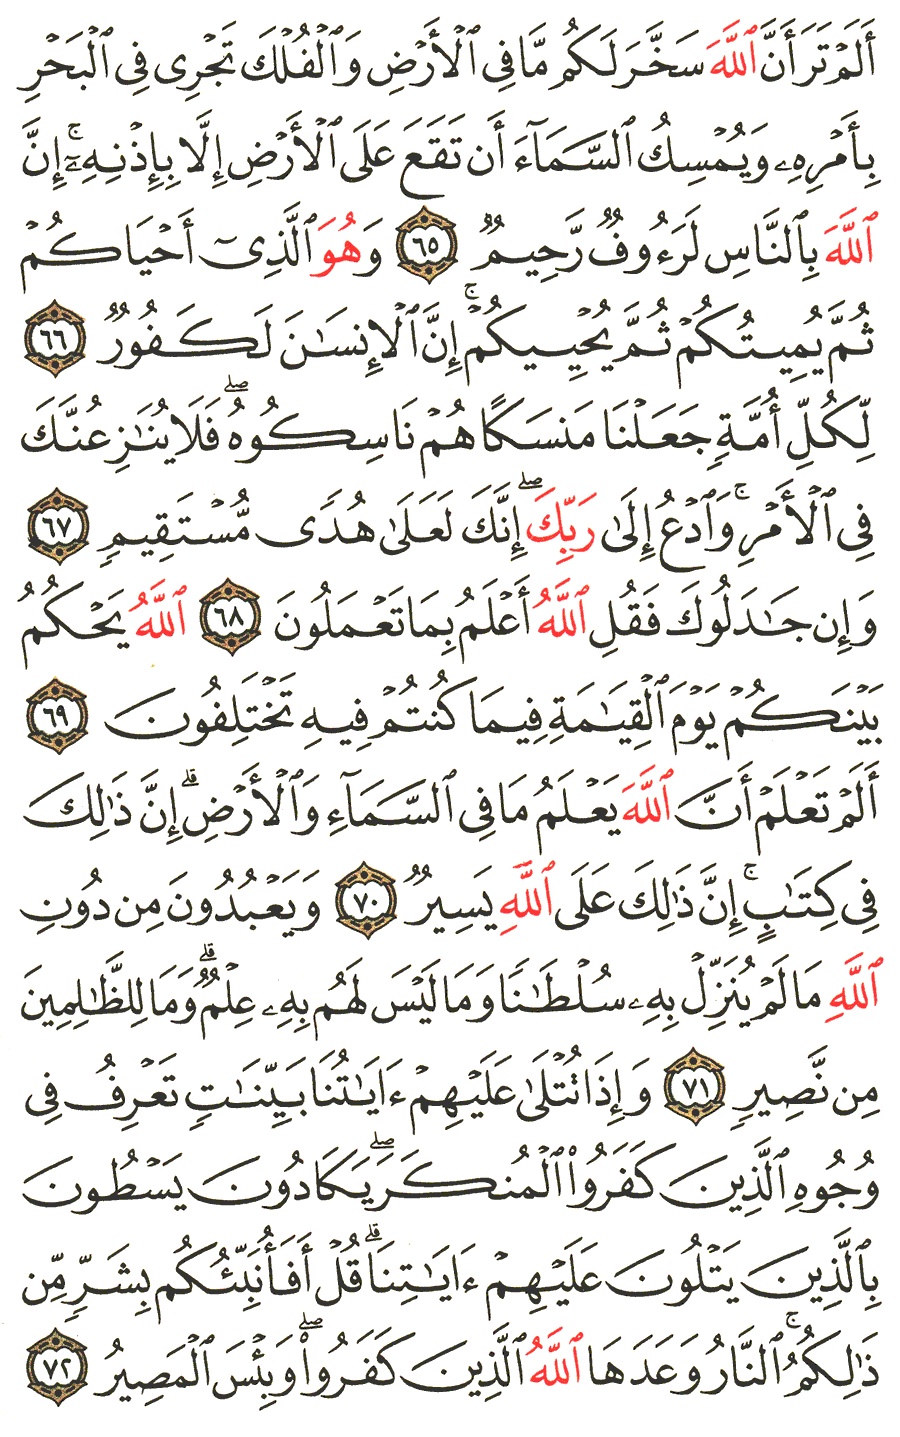 أَلَمْ تَرَ أَنَّ ٱللَّهَ سَخَّرَ لَكُم مَّا فِى ٱلْأَرْضِ وَٱلْفُلْكَ تَجْرِى فِى ٱلْبَحْرِ
بِأَمْرِهِۦ وَيُمْسِكُ ٱلسَّمَآءَ أَن تَقَعَ عَلَى ٱلْأَرْضِ إِلَّا بِإِذْنِهِۦٓ ۚ إِنَّ
ٱللَّهَ بِٱلنَّاسِ لَرَءُوفٌ رَّحِيمٌ ٦٥ وَهُوَ ٱلَّذِىٓ أَحْيَاكُمْ
ثُمَّ يُمِيتُكُمْ ثُمَّ يُحْيِيكُمْ ۚ إِنَّ ٱلْإِنسَـٰنَ لَكَفُورٌ ٦٦
لِّكُلِّ أُمَّةٍ جَعَلْنَا مَنسَكًا هُمْ نَاسِكُوهُ ۖ فَلَا يُنَـٰزِعُنَّكَ
فِى ٱلْأَمْرِ ۚ وَٱدْعُ إِلَىٰ رَبِّكَ ۖ إِنَّكَ لَعَلَىٰ هُدًى مُّسْتَقِيمٍ ٦٧
وَإِن جَـٰدَلُوكَ فَقُلِ ٱللَّهُ أَعْلَمُ بِمَا تَعْمَلُونَ ٦٨ ٱللَّهُ يَحْكُمُ
بَيْنَكُمْ يَوْمَ ٱلْقِيَـٰمَةِ فِيمَا كُنتُمْ فِيهِ تَخْتَلِفُونَ ٦٩
أَلَمْ تَعْلَمْ أَنَّ ٱللَّهَ يَعْلَمُ مَا فِى ٱلسَّمَآءِ وَٱلْأَرْضِ ۗ إِنَّ ذَٰلِكَ
فِى كِتَـٰبٍ ۚ إِنَّ ذَٰلِكَ عَلَى ٱللَّهِ يَسِيرٌ ٧٠ وَيَعْبُدُونَ مِن دُونِ
ٱللَّهِ مَا لَمْ يُنَزِّلْ بِهِۦ سُلْطَـٰنًا وَمَا لَيْسَ لَهُم بِهِۦ عِلْمٌ ۗ وَمَا لِلظَّـٰلِمِينَ
مِن نَّصِيرٍ ٧١ وَإِذَا تُتْلَىٰ عَلَيْهِمْ ءَايَـٰتُنَا بَيِّنَـٰتٍ تَعْرِفُ فِى
وُجُوهِ ٱلَّذِينَ كَفَرُوا۟ ٱلْمُنكَرَ ۖ يَكَادُونَ يَسْطُونَ
بِٱلَّذِينَ يَتْلُونَ عَلَيْهِمْ ءَايَـٰتِنَا ۗ قُلْ أَفَأُنَبِّئُكُم بِشَرٍّ مِّن
ذَٰلِكُمُ ۚ ٱلنَّارُ وَعَدَهَا ٱللَّهُ ٱلَّذِينَ كَفَرُوا۟ ۖ وَبِئْسَ ٱلْمَصِيرُ ٧٢